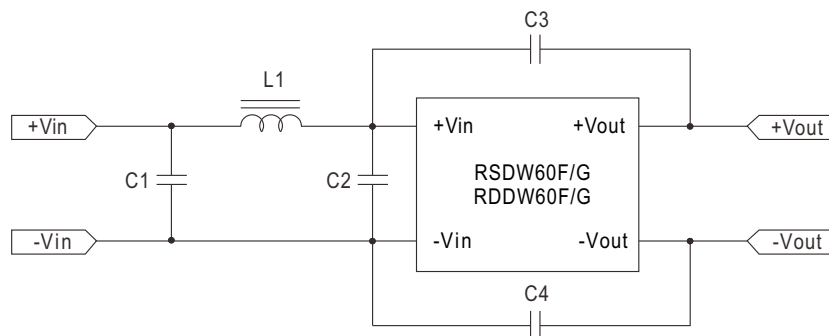 C3
L1
+Vin
+Vin
+Vout
+Vout
RSDW60F/G
RDDW60F/G
C1
C2
-Vin
-Vin
-Vout
-Vout
C4